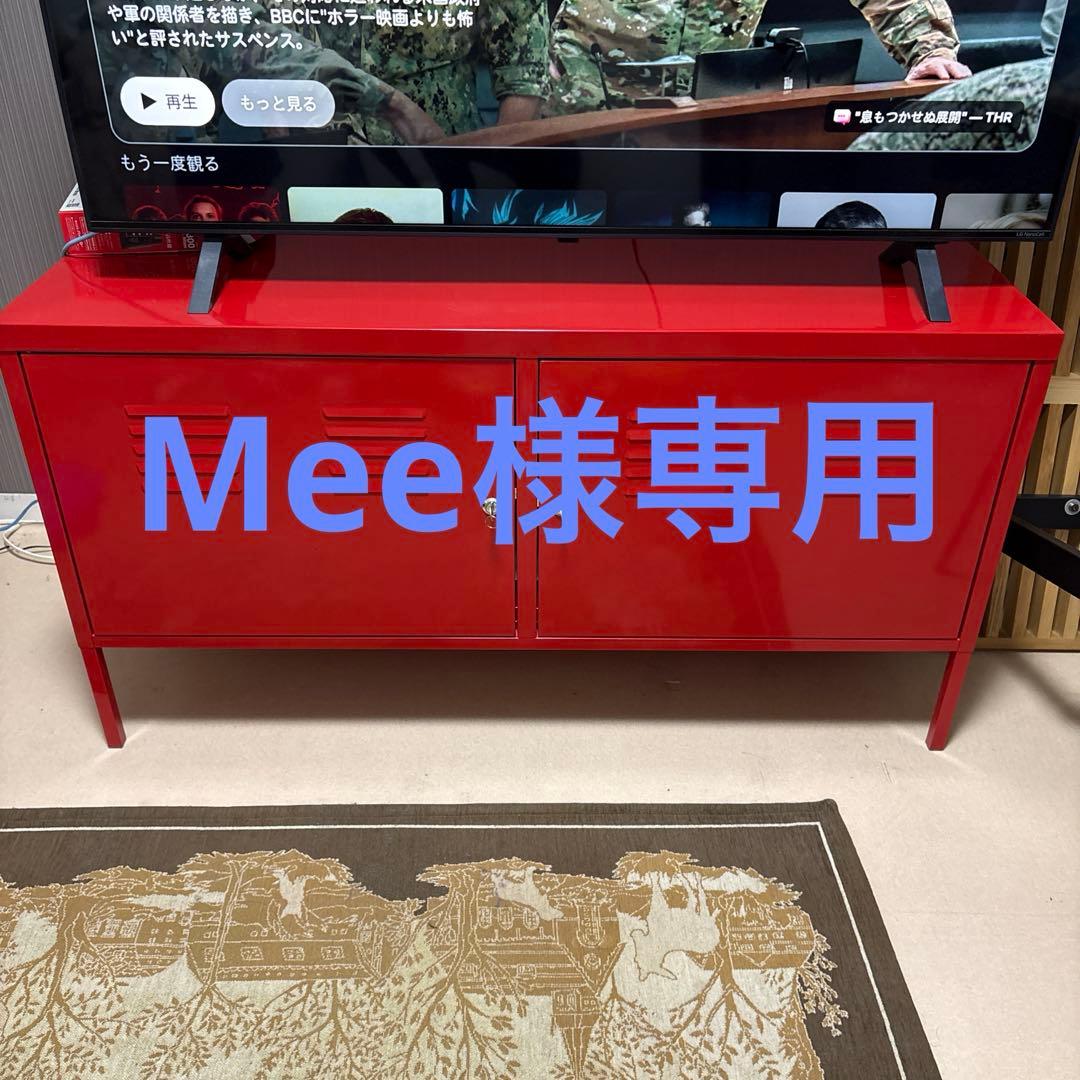 や軍の関係者を描き、BBCに"ホラー映画よりも怖
い"と評されたサスペンス。
▶ 再生
もっと見る
"息もつかせぬ展開" — THR
もう一度観る
LG NanoCell
Mee様専用